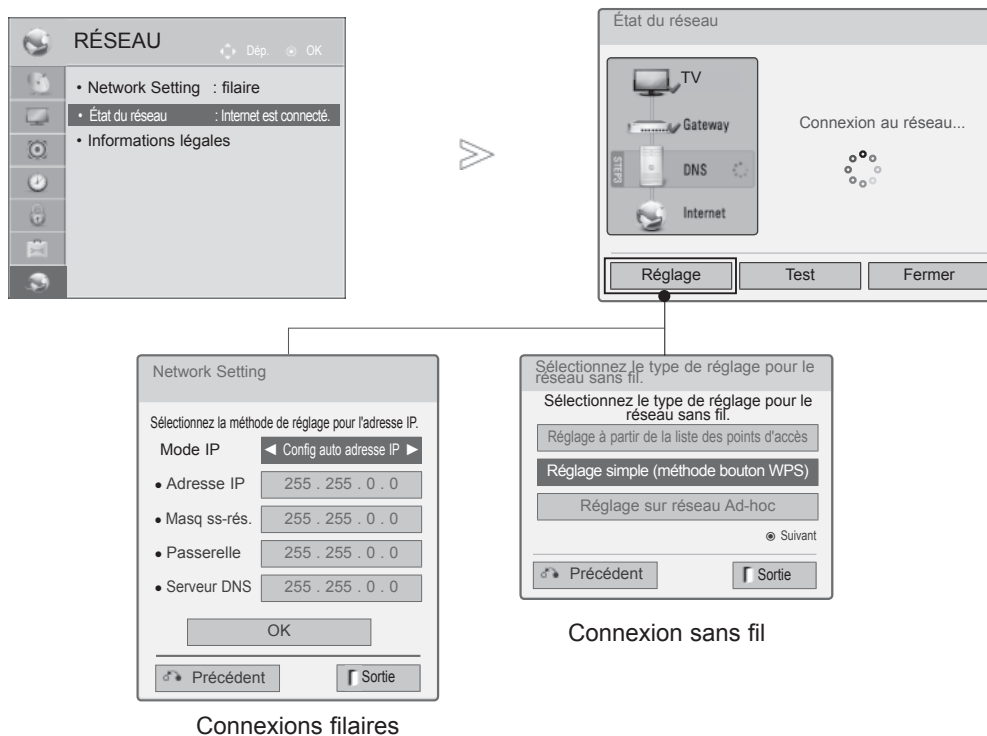 RÉSEAU
Dép. OK
• Network Setting : filaire
• État du réseau : Internet est connecté.
• Informations légales
État du réseau
TV
Gateway
STEP3
DNS
Internet
Connexion au réseau...
Réglage
Test
Fermer
Network Setting
Sélectionnez la méthode de réglage pour l'adresse IP.
Mode IP ◄ Config auto adresse IP ►
• Adresse IP 255 . 255 . 0 . 0
• Masq ss-rés. 255 . 255 . 0 . 0
• Passerelle 255 . 255 . 0 . 0
• Serveur DNS 255 . 255 . 0 . 0
OK
Précédent
Sortie
Connexions filaires
Sélectionnez le type de réglage pour le
réseau sans fil.
Sélectionnez le type de réglage pour le
réseau sans fil.
Réglage à partir de la liste des points d'accès
Réglage simple (méthode bouton WPS)
Réglage sur réseau Ad-hoc
◉ Suivant
Précédent
Sortie
Connexion sans fil